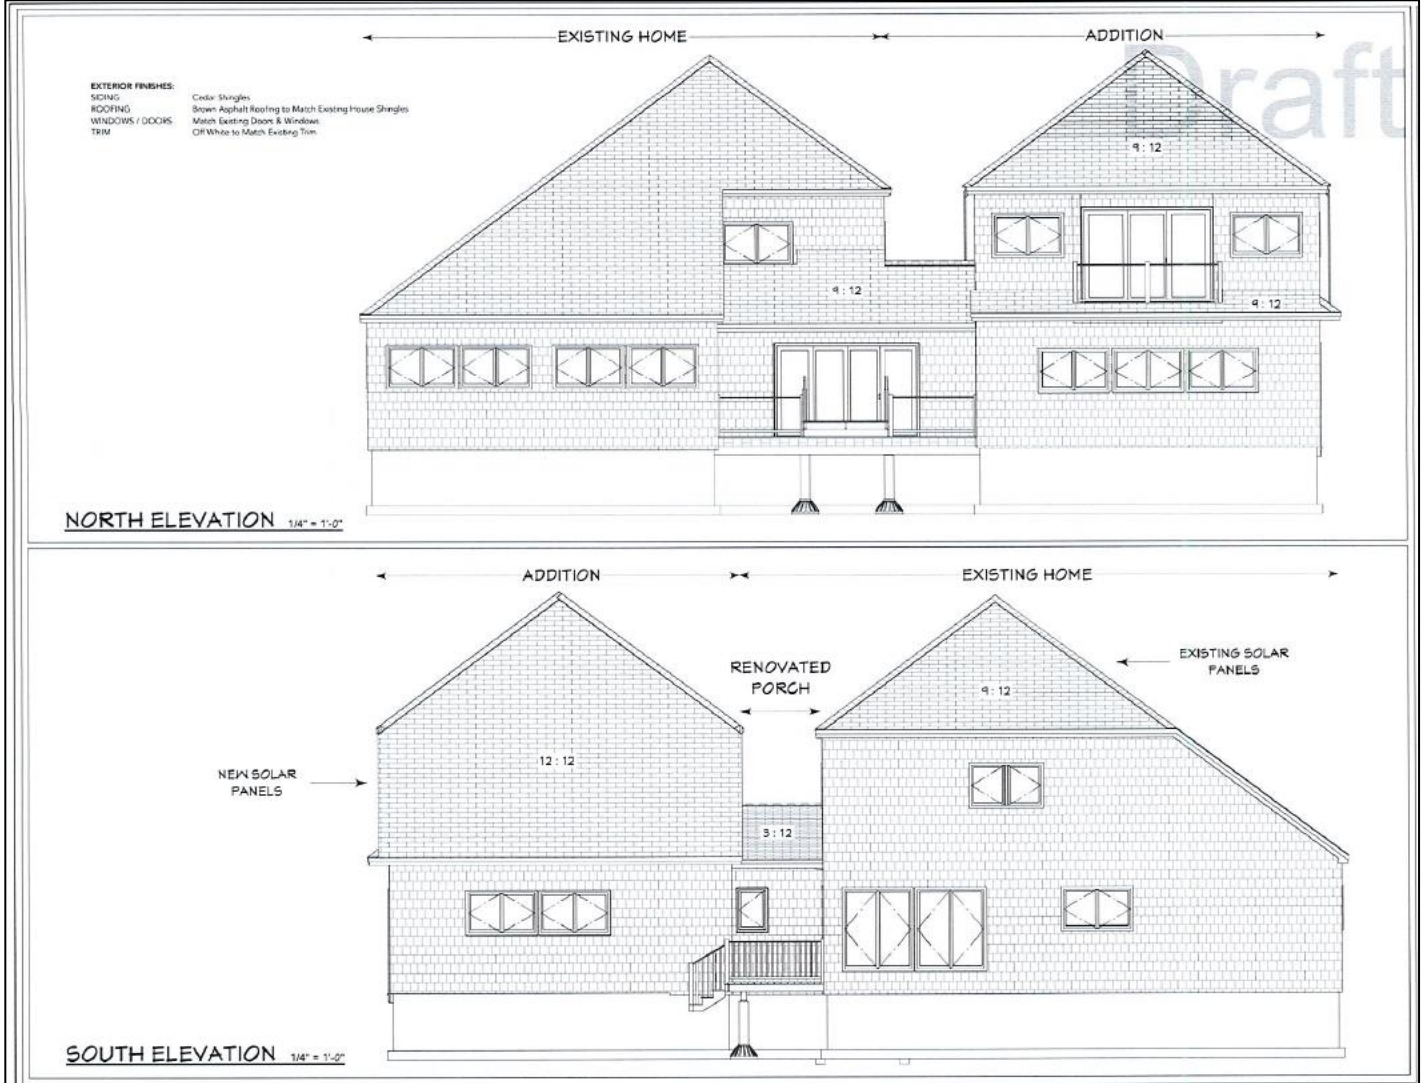 EXISTING HOME
ADDITION
Draft
EXTERIOR FINISHES:
SIDING Cedar Shingles
ROOFING Brown Asphalt Roofing to Match Existing House Shingles
WINDOWS / DOORS Match Existing Doors & Windows
TRIM Off White to Match Existing Trim
9 : 12
9 : 12
9 : 12
NORTH ELEVATION 1/4" = 1'-0"
ADDITION
EXISTING HOME
RENOVATED
PORCH
EXISTING SOLAR
PANELS
9 : 12
12 : 12
NEW SOLAR
PANELS
3 : 12
SOUTH ELEVATION 1/4" = 1'-0"